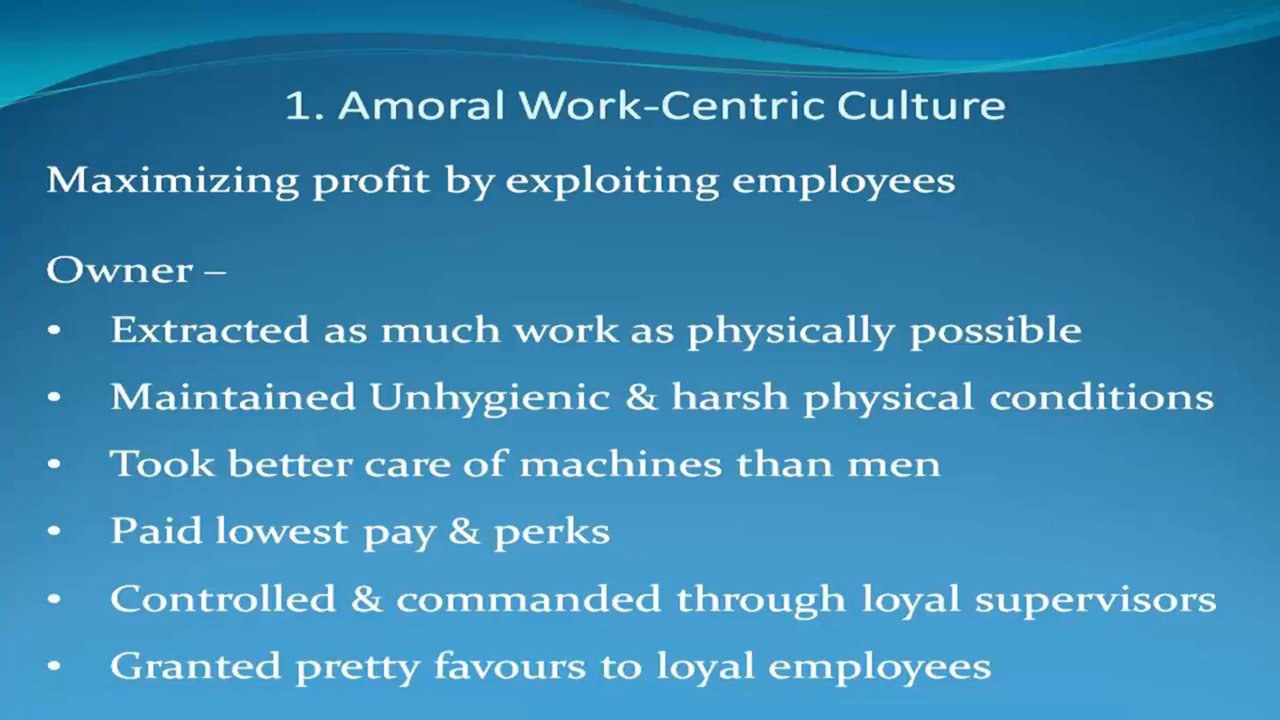 1. Amoral Work-Centric Culture
Maximizing profit by exploiting employees
Owner –
• Extracted as much work as physically possible
• Maintained Unhygienic & harsh physical conditions
• Took better care of machines than men
• Paid lowest pay & perks
• Controlled & commanded through loyal supervisors
• Granted pretty favours to loyal employees